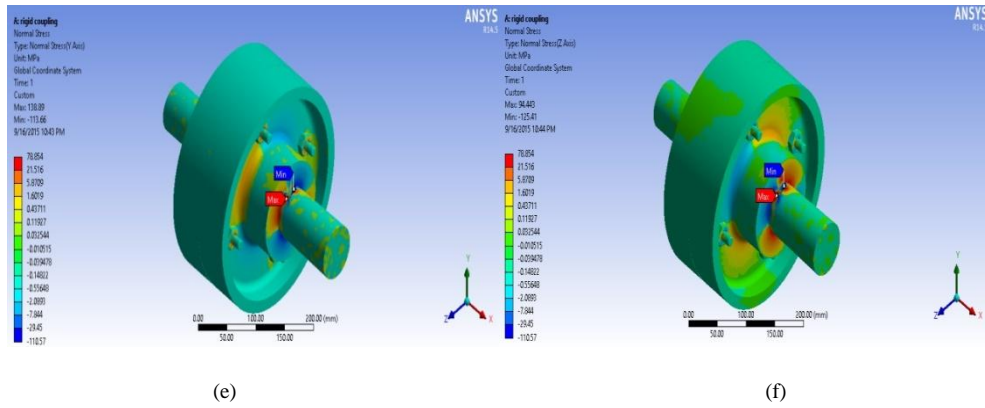 A: rigid coupling
Normal Stress
Type: Normal Stress(Y Axis)
Unit: MPa
Global Coordinate System
Time: 1
Custom
Max: 138.89
Min: -113.66
9/16/2015 10:43 PM
78.854
21.516
5.8709
1.6019
0.43711
0.11927
0.032544
-0.010515
-0.039478
-0.14822
-0.55648
-2.0893
-7.844
-29.45
-110.57
ANSYS
R14.5
Min
Max
Y
Z
X
0.00 100.00 200.00 (mm)
50.00 150.00
(e)
A: rigid coupling
Normal Stress
Type: Normal Stress(Z Axis)
Unit: MPa
Global Coordinate System
Time: 1
Custom
Max: 94.443
Min: -125.41
9/16/2015 10:44 PM
78.854
21.516
5.8709
1.6019
0.43711
0.11927
0.032544
-0.010515
-0.039478
-0.14822
-0.55648
-2.0893
-7.844
-29.45
-110.57
ANSYS
R14.5
Min
Max
Y
Z
X
0.00 100.00 200.00 (mm)
50.00 150.00
(f)